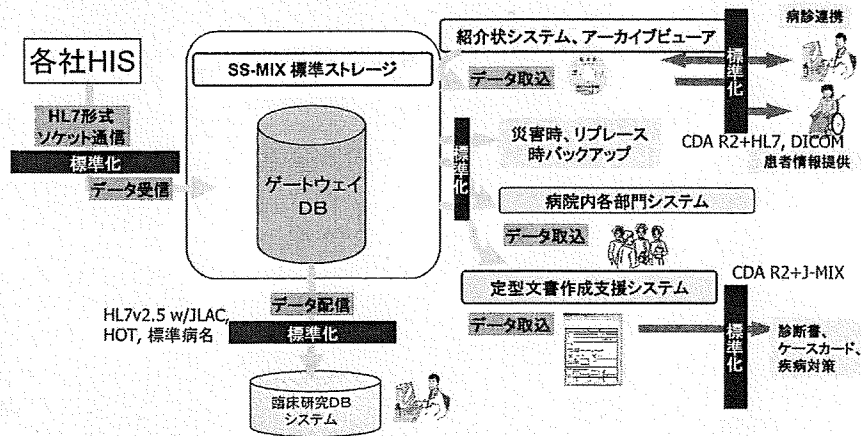 各社HIS
HL7形式
ソケット通信
標準化
データ受信
SS-MIX 標準ストレージ
ゲートウェイ
DB
データ配信
HL7v2.5 w/JLAC,
HOT, 標準病名
標準化
臨床研究DB
システム
紹介状システム、アーカイブビューア
データ取込
標準化
病診連携
CDA R2+HL7, DICOM
患者情報提供
標準化
災害時、リプレース
時バックアップ
病院内各部門システム
データ取込
定型文書作成支援システム
データ取込
CDA R2+J-MIX
標準化
診断書、
ケースカード、
疾病対策